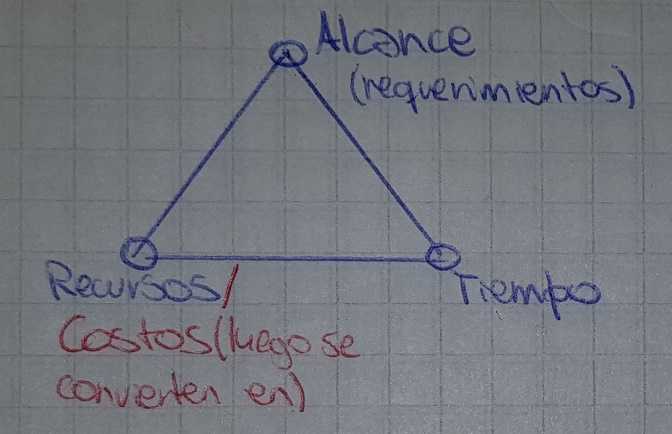 Alcance
(requerimientos)
Recursos/
Tiempo
Costos (luego se
convierten en)